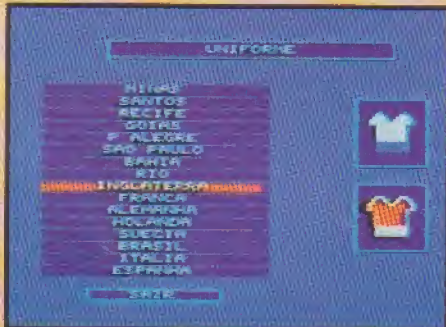 UNIFORME
MINAS
SANTOS
RECIFE
GOIAS
P ALEGRE
SAO PAULO
BAHIA
RIO
INGLATERRA
FRANCA
ALEMANHA
HOLANDA
SUECIA
BRASIL
ITALIA
ESPANHA
SAIR